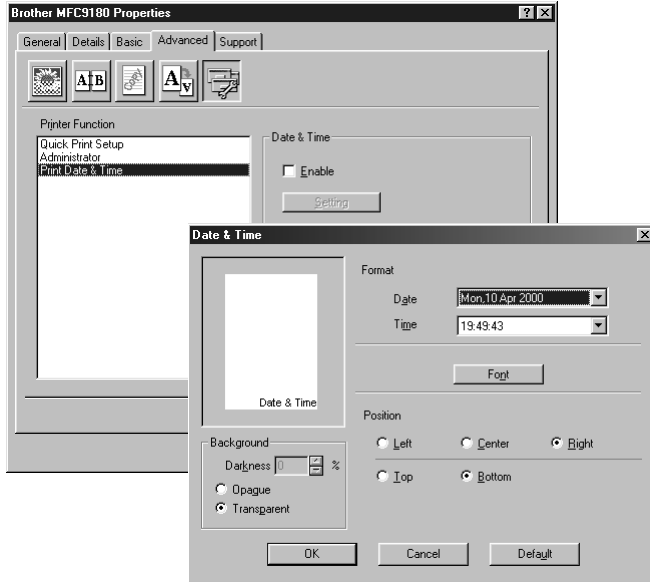 Brother MFC9180 Properties
General Details Basic Advanced Support
A B
Copy
A A
Printer Function
Quick Print Setup
Administrator
Print Date & Time
Date & Time
Enable
Setting
Date & Time
Date & Time
Format
Date Mon,10 Apr 2000
Time 19:49:43
Font
Position
Left Center Right
Top Bottom
Background
Darkness 0 %
Opaque
Transparent
OK Cancel Default